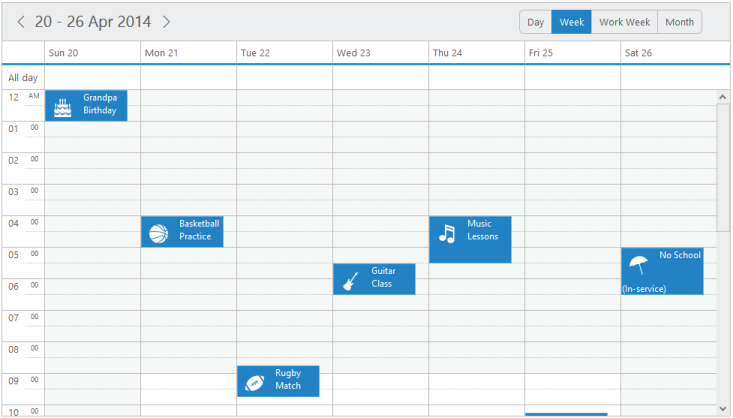 20 - 26 Apr 2014
Day Week Work Week Month
Sun 20 Mon 21 Tue 22 Wed 23 Thu 24 Fri 25 Sat 26
All day
12 AM
Grandpa
Birthday
01 00
02 00
03 00
04 00
Basketball
Practice
Music
Lessons
05 00
No School
(In-service)
Guitar
Class
06 00
07 00
08 00
Rugby
Match
09 00
10 00